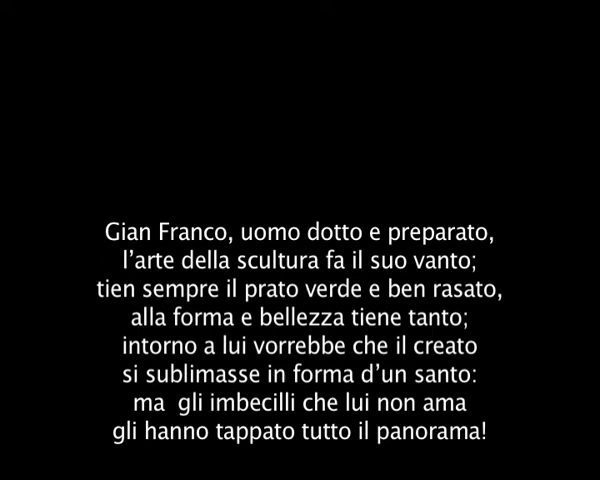 Gian Franco, uomo dotto e preparato,
l’arte della scultura fa il suo vanto;
tien sempre il prato verde e ben rasato,
alla forma e bellezza tiene tanto;
intorno a lui vorrebbe che il creato
si sublimasse in forma d’un santo:
ma  gli imbecilli che lui non ama
gli hanno tappato tutto il panorama!